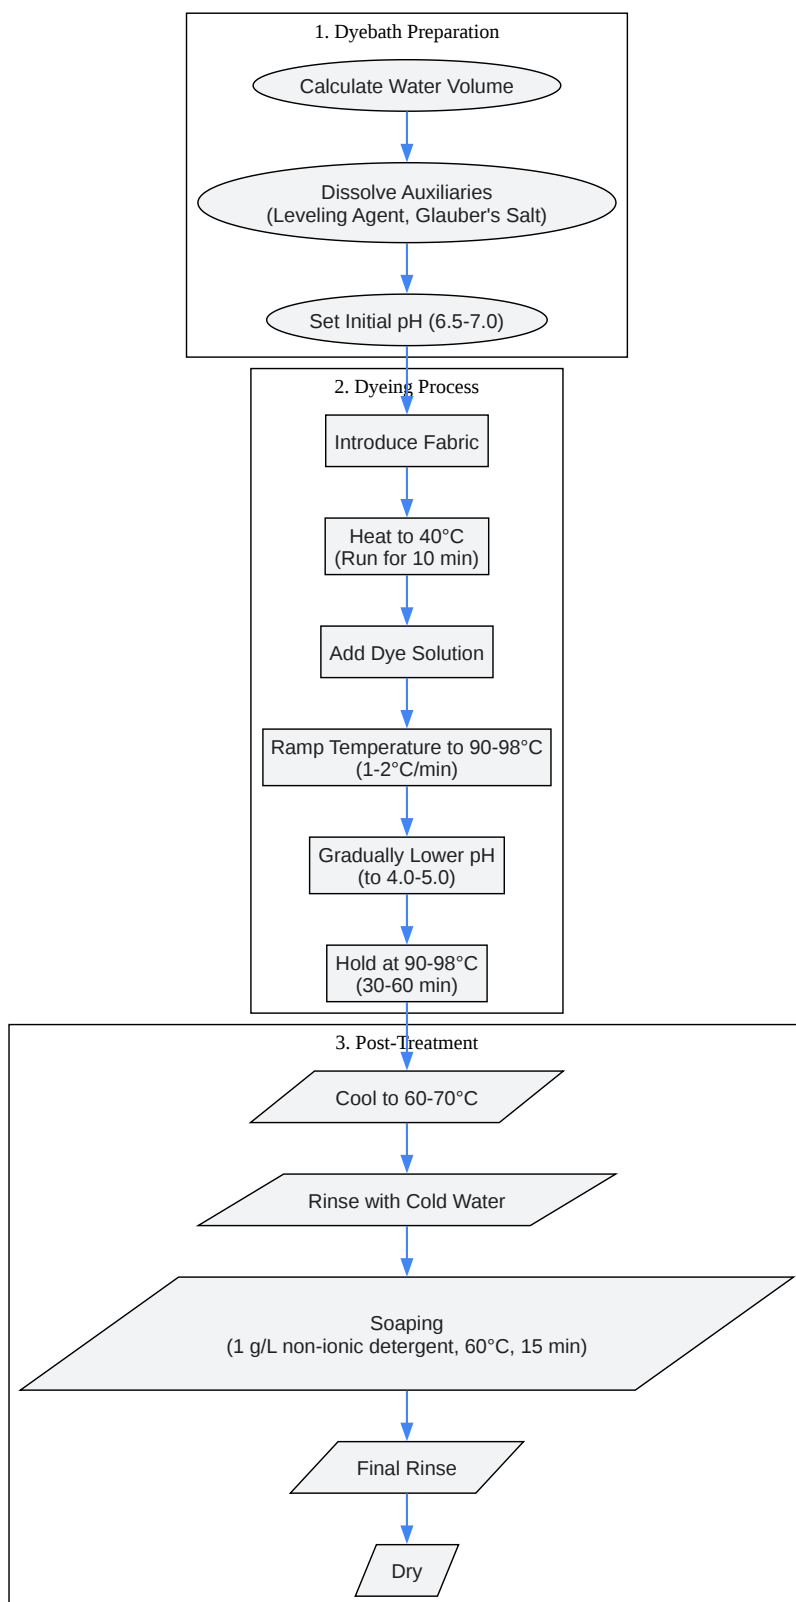 1. Dyebath Preparation
Calculate Water Volume
Dissolve Auxiliaries
(Leveling Agent, Glauber's Salt)
Set Initial pH (6.5-7.0)
2. Dyeing Process
Introduce Fabric
Heat to 40°C
(Run for 10 min)
Add Dye Solution
Ramp Temperature to 90-98°C
(1-2°C/min)
Gradually Lower pH
(to 4.0-5.0)
Hold at 90-98°C
(30-60 min)
3. Post-Treatment
Cool to 60-70°C
Rinse with Cold Water
Soaping
(1 g/L non-ionic detergent, 60°C, 15 min)
Final Rinse
Dry